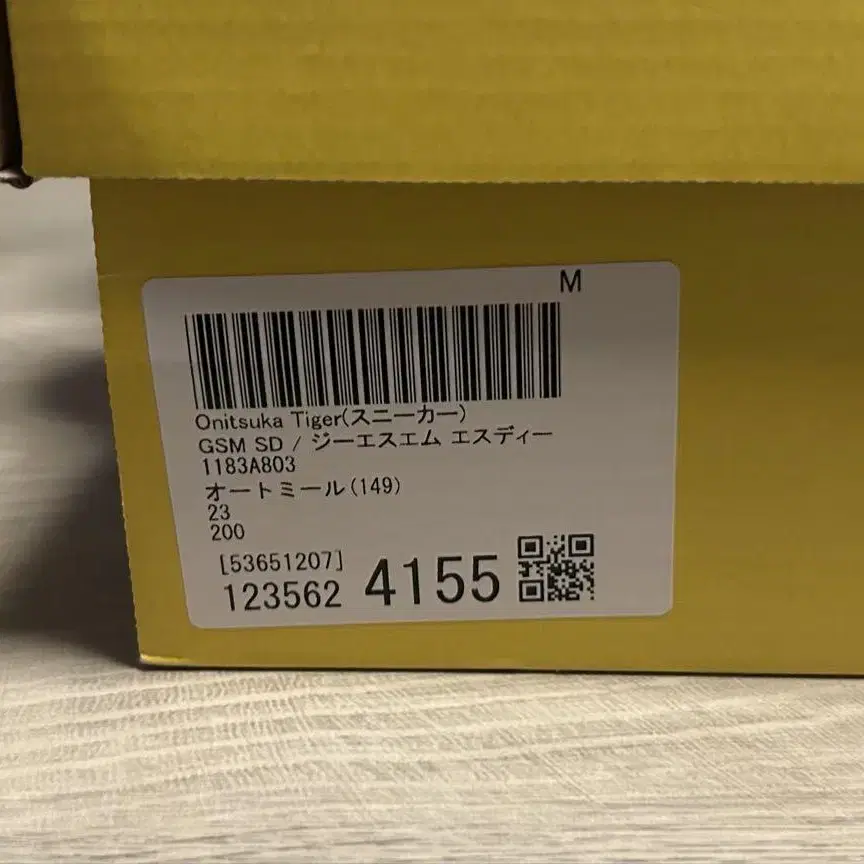 M
Onitsuka Tiger(スニーカー)
GSM SD / ジーエスエム エスディー
1183A803
オートミール(149)
23
200
[53651207]
123562 4155